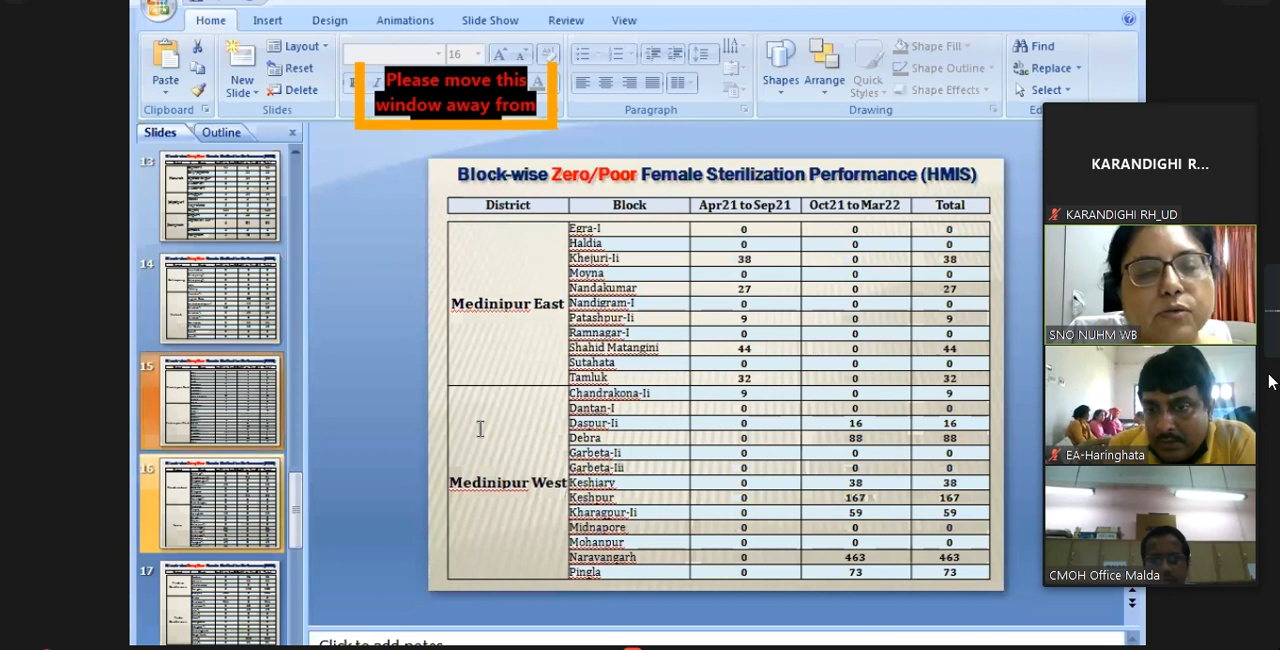 Home Insert Design Animations Slide Show Review View
Paste
Clipboard
New Slide
Layout
Reset
Delete
Slides
16
Please move this
window away from
Paragraph
Shapes Arrange Quick Styles
Shape Fill
Shape Outline
Shape Effects
Drawing
Find
Replace
Select
Slides Outline
13
14
15
16
17
Block-wise Zero/Poor Female Sterilization Performance (HMIS)
District Block Apr21 to Sep21 Oct21 to Mar22 Total
Medinipur East
Egra-I 0 0 0
Haldia 0 0 0
Khejuri-Ii 38 0 38
Moyna 0 0 0
Nandakumar 27 0 27
Nandigram-I 0 0 0
Patashpur-Ii 9 0 9
Ramnagar-I 0 0 0
Shahid Matangini 44 0 44
Sutahata 0 0 0
Tamluk 32 0 32
Medinipur West
Chandrakona-Ii 9 0 9
Dantan-I 0 0 0
Daspur-Ii 0 16 16
Debra 0 88 88
Garbeta-Ii 0 0 0
Garbeta-Iii 0 0 0
Keshiary 0 38 38
Keshpur 0 167 167
Kharagpur-Ii 0 59 59
Midnapore 0 0 0
Mohanpur 0 0 0
Narayangarh 0 463 463
Pingla 0 73 73
KARANDIGHI R...
KARANDIGHI RH_UD
SNO NUHM WB
EA-Haringhata
CMOH Office Malda
Click to add notes